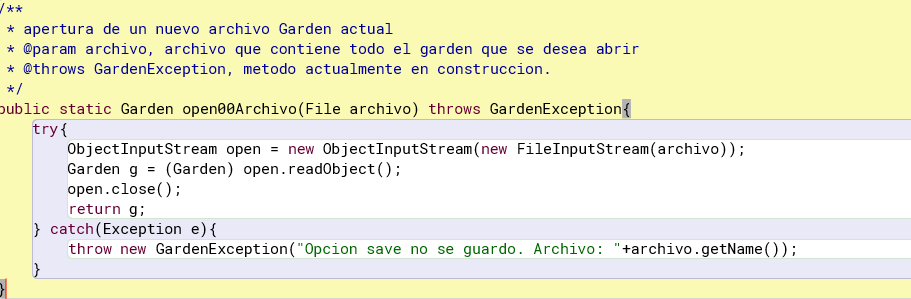 /**
 * apertura de un nuevo archivo Garden actual
 * @param archivo, archivo que contiene todo el garden que se desea abrir
 * @throws GardenException, metodo actualmente en construccion.
 */
public static Garden open00Archivo(File archivo) throws GardenException{
try{
ObjectInputStream open = new ObjectInputStream(new FileInputStream(archivo));
Garden g = (Garden) open.readObject();
open.close();
return g;
} catch(Exception e){
throw new GardenException("Opcion save no se guardo. Archivo: "+archivo.getName());
}
}